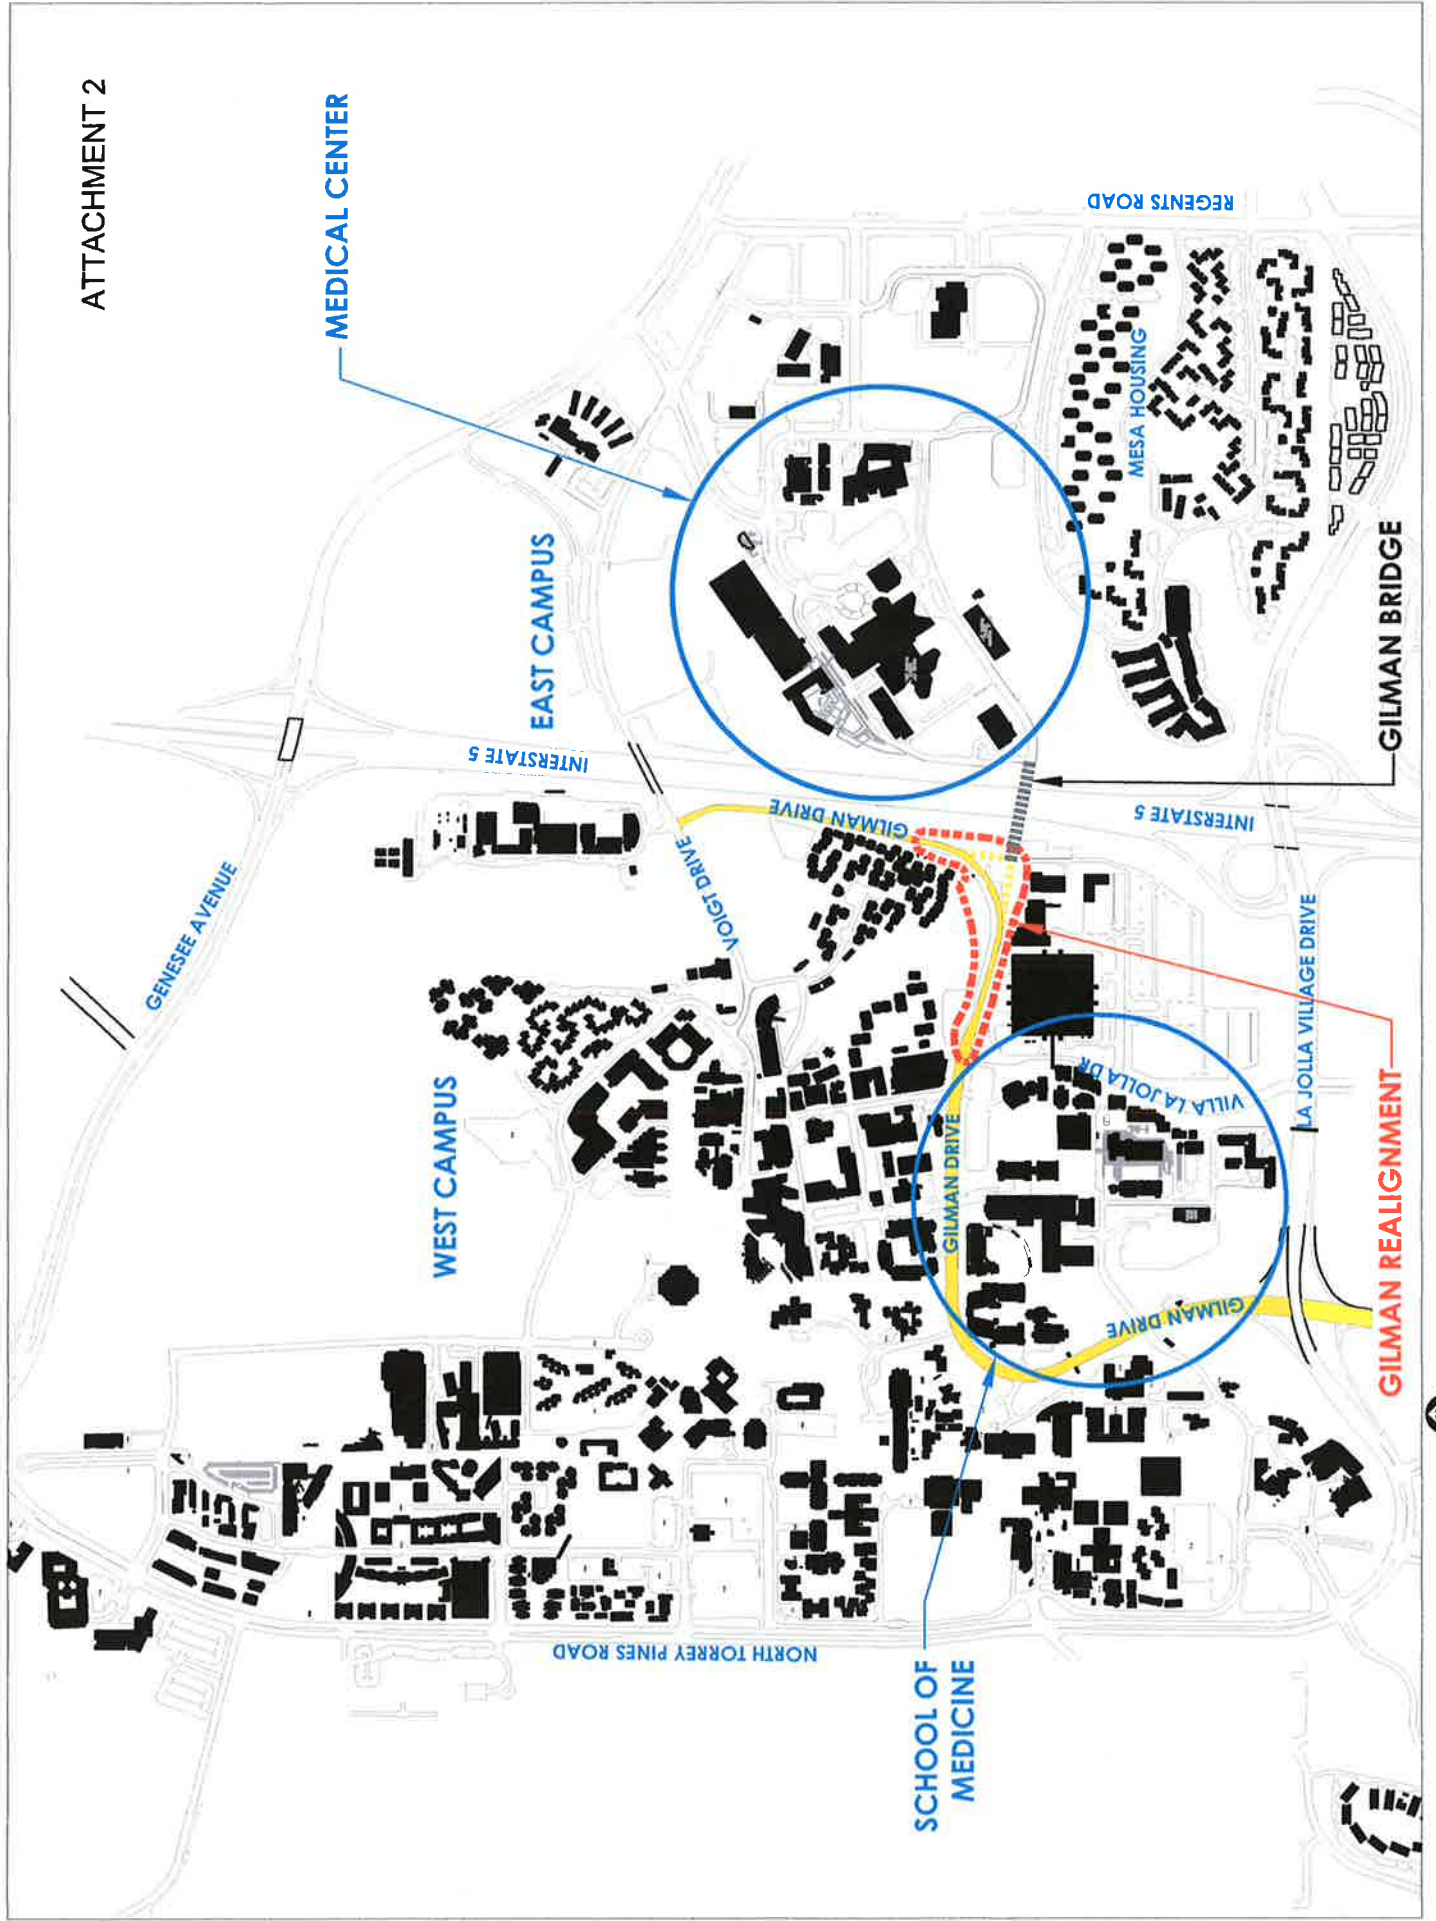 ATTACHMENT 2
MEDICAL CENTER
GENESEE AVENUE
EAST CAMPUS
INTERSTATE 5
WEST CAMPUS
VOIGT DRIVE
GILMAN DRIVE
REGENTS ROAD
MESA HOUSING
NORTH TORREY PINES ROAD
GILMAN DRIVE
VILLA LA JOLLA DR
GILMAN DRIVE
INTERSTATE 5
LA JOLLA VILLAGE DRIVE
SCHOOL OF
MEDICINE
GILMAN REALIGNMENT
GILMAN BRIDGE